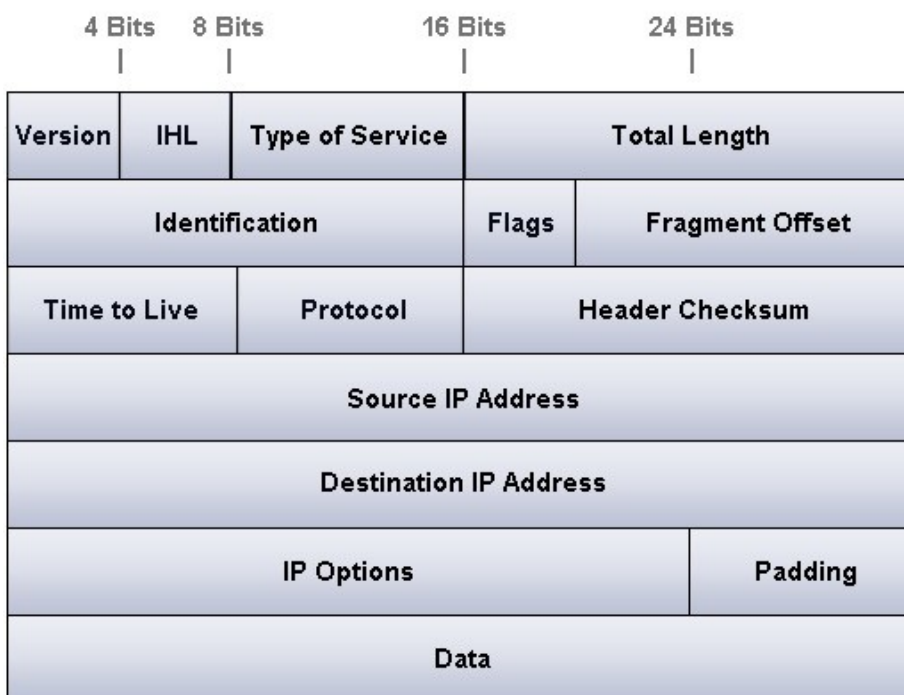 4 Bits 8 Bits 16 Bits 24 Bits
Version IHL Type of Service Total Length
Identification Flags Fragment Offset
Time to Live Protocol Header Checksum
Source IP Address
Destination IP Address
IP Options Padding
Data